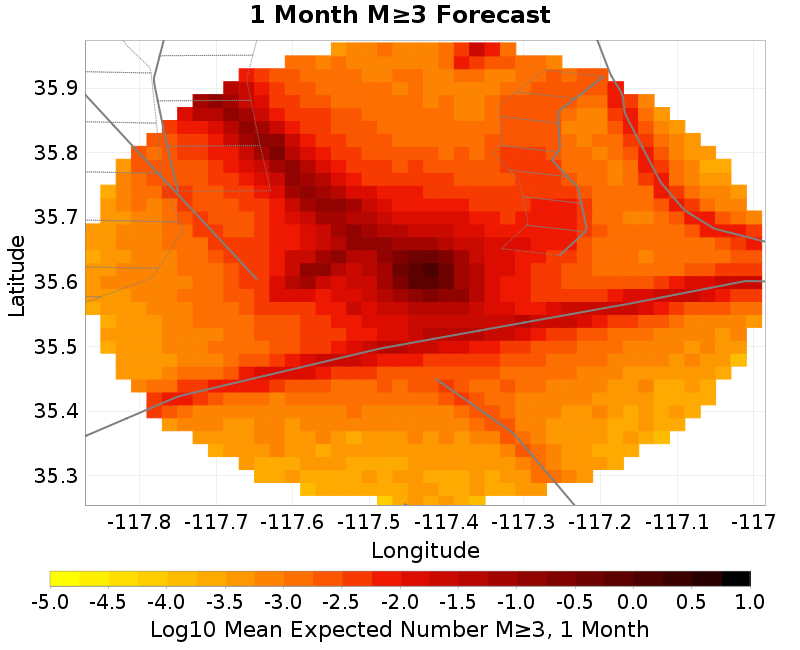 1 Month M≥3 Forecast
35.9
35.8
35.7
35.6
35.5
35.4
35.3
Latitude
-117.8 -117.7 -117.6 -117.5 -117.4 -117.3 -117.2 -117.1 -117
Longitude
-5.0 -4.5 -4.0 -3.5 -3.0 -2.5 -2.0 -1.5 -1.0 -0.5 0.0 0.5 1.0
Log10 Mean Expected Number M≥3, 1 Month